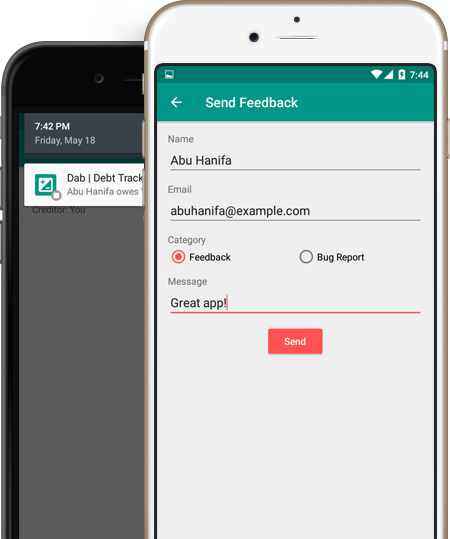 7:42 PM
Friday, May 18
Dab | Debt Track
Abu Hanifa owes
Creditor: You
7:44
Send Feedback
Name
Abu Hanifa
Email
abuhanifa@example.com
Category
Feedback
Bug Report
Message
Great app!
Send